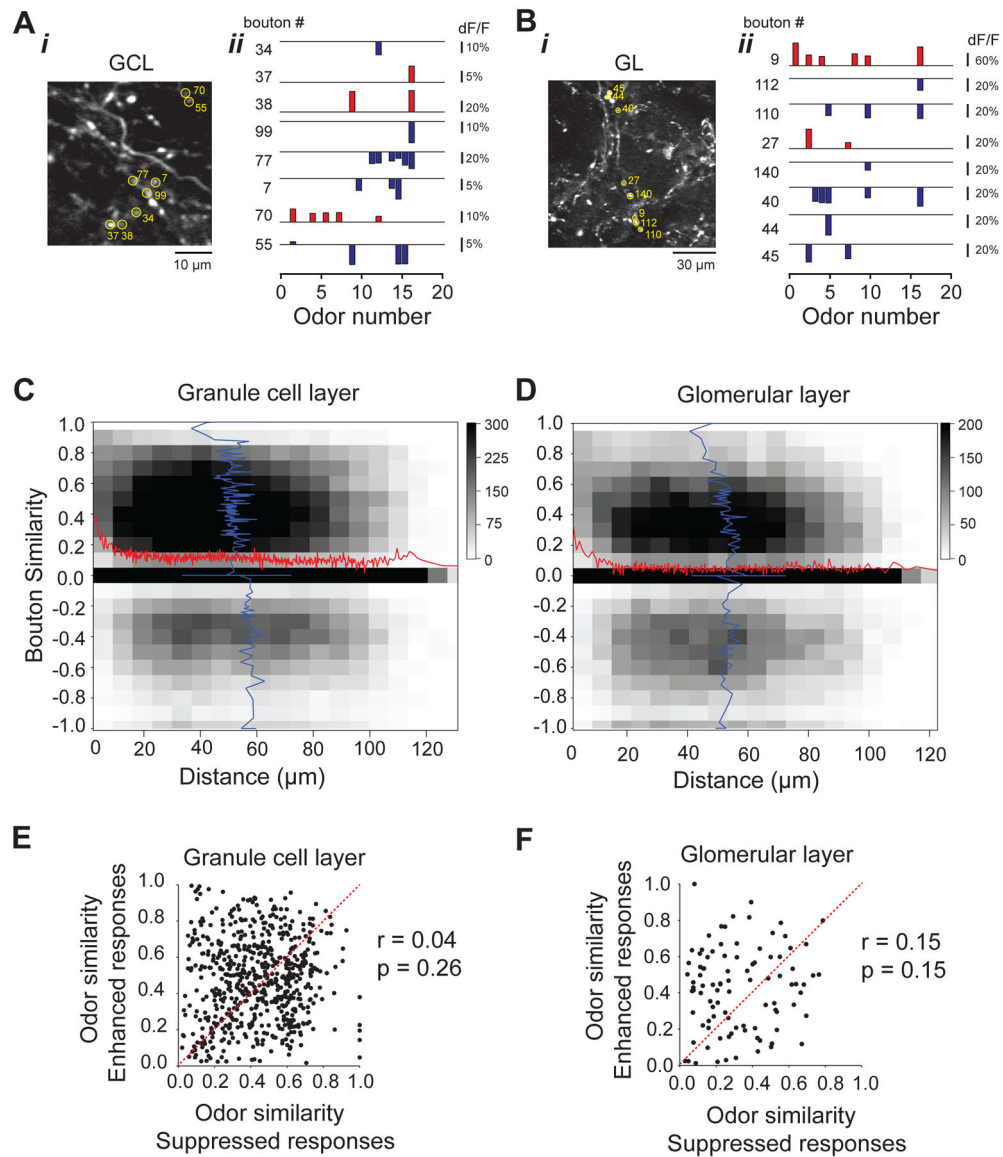 A
i
GCL
70
55
77
7
99
34
37
38
10 µm
ii
bouton #
dF/F
34
10%
37
5%
38
20%
99
10%
77
20%
7
5%
70
10%
55
5%
0 5 10 15 20
Odor number
B
i
GL
45
44
40
27
140
9
112
110
30 µm
ii
bouton #
dF/F
9
60%
112
20%
110
20%
27
20%
140
20%
40
20%
44
20%
45
20%
0 5 10 15 20
Odor number
C
Granule cell layer
Bouton Similarity
1.0
0.8
0.6
0.4
0.2
0.0
-0.2
-0.4
-0.6
-0.8
-1.0
0 20 40 60 80 100 120
Distance (µm)
300
225
150
75
0
D
Glomerular layer
1.0
0.8
0.6
0.4
0.2
0.0
-0.2
-0.4
-0.6
-0.8
-1.0
0 20 40 60 80 100 120
Distance (µm)
200
150
100
50
0
E
Granule cell layer
Odor similarity
Enhanced responses
1.0
0.8
0.6
0.4
0.2
0.0
0.0 0.2 0.4 0.6 0.8 1.0
Odor similarity
Suppressed responses
r = 0.04
p = 0.26
F
Glomerular layer
Odor similarity
Enhanced responses
1.0
0.8
0.6
0.4
0.2
0.0
0.0 0.2 0.4 0.6 0.8 1.0
Odor similarity
Suppressed responses
r = 0.15
p = 0.15